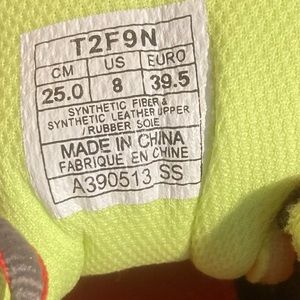 T2F9N
CM US EURO
25.0 8 39.5
SYNTHETIC FIBER&
SYNTHETIC LEATHER UPPER
/RUBBER SOLE
MADE IN CHINA
FABRIQUE EN CHINE
A390513 SS